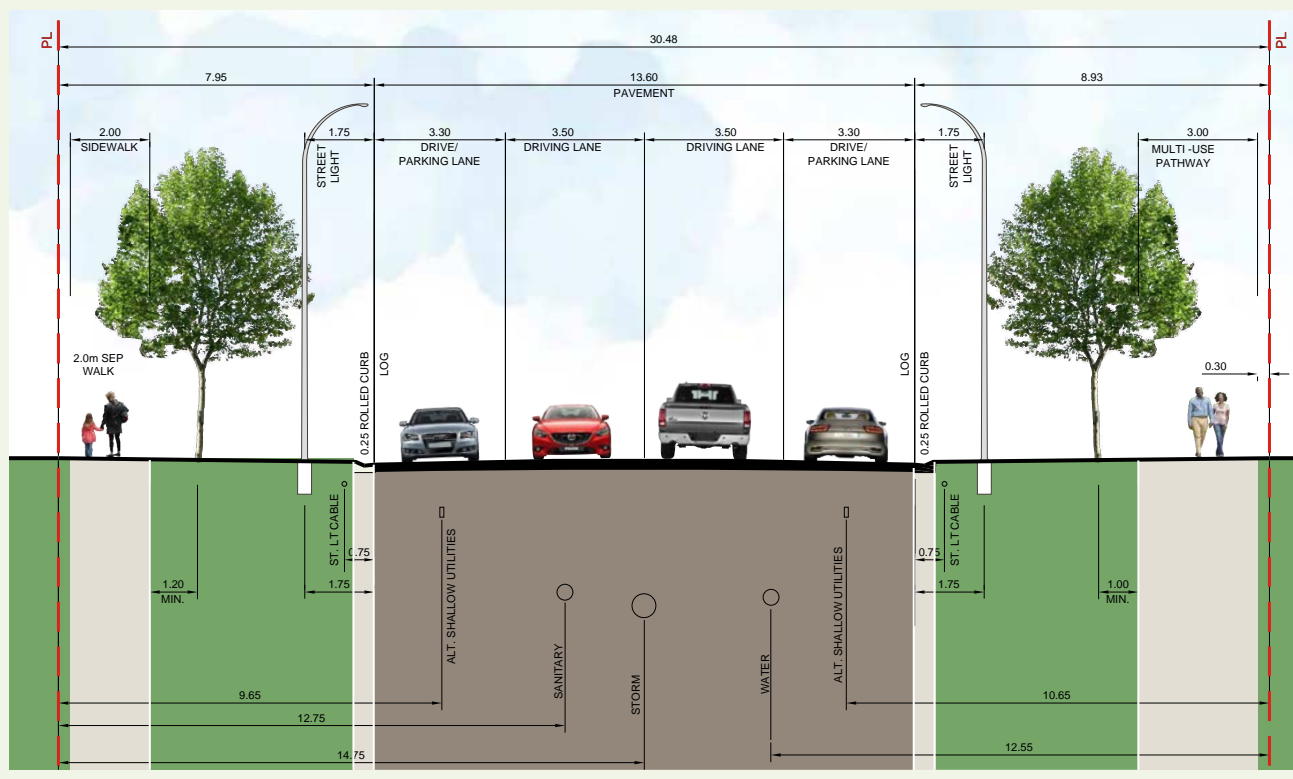 PL
PL
30.48
7.95
13.60
8.93
PAVEMENT
2.00
SIDEWALK
1.75
3.30
DRIVE/
PARKING LANE
3.50
DRIVING LANE
3.50
DRIVING LANE
3.30
DRIVE/
PARKING LANE
1.75
3.00
MULTI -USE
PATHWAY
STREET
LIGHT
STREET
LIGHT
2.0m SEP
WALK
0.25 ROLLED CURB
LOG
LOG
0.25 ROLLED CURB
0.30
ST. LT CABLE
0.75
1.20
MIN.
1.75
ALT. SHALLOW UTILITIES
SANITARY
STORM
WATER
ALT. SHALLOW UTILITIES
0.75
ST. LT CABLE
1.75
1.00
MIN.
9.65
10.65
12.75
12.55
14.75